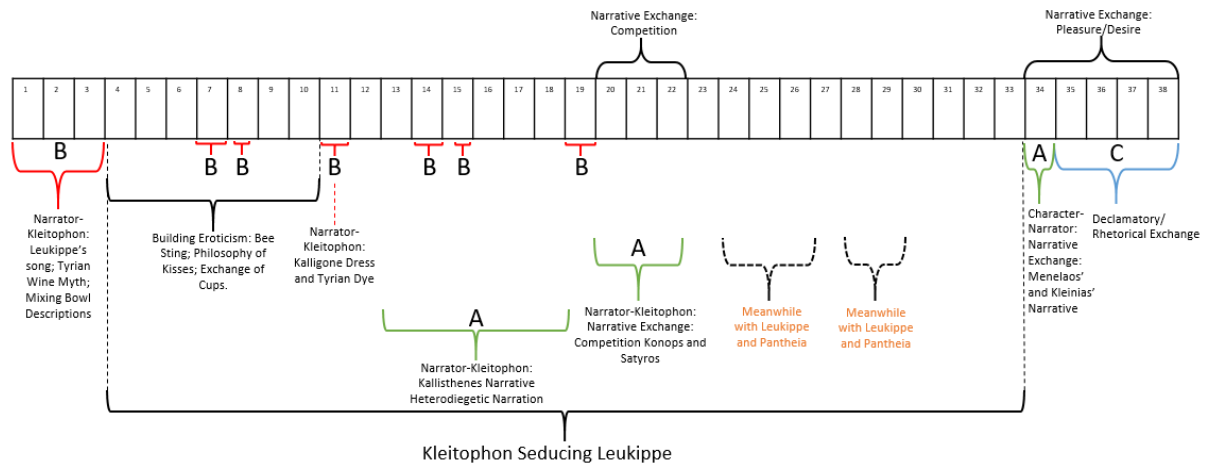 Narrative Exchange:
Competition
Narrative Exchange:
Pleasure/Desire
1 2 3 4 5 6 7 8 9 10 11 12 13 14 15 16 17 18 19 20 21 22 23 24 25 26 27 28 29 30 31 32 33 34 35 36 37 38
B B B B B B B A C
Narrator-
Kleitophon:
Leukippe's
song; Tyrian
Wine Myth;
Mixing Bowl
Descriptions
Building Eroticism: Bee
Sting; Philosophy of
Kisses; Exchange of
Cups.
Narrator-
Kleitophon:
Kalligone Dress
and Tyrian Dye
A
Narrator-Kleitophon:
Kallisthenes Narrative
Heterodiegetic Narration
A
Narrator-Kleitophon:
Narrative Exchange:
Competition Konops and
Satyros
Meanwhile
with Leukippe
and Pantheia
Meanwhile
with Leukippe
and Pantheia
Character-
Narrator:
Narrative
Exchange:
Menelaos'
and Kleinias'
Narrative
Declamatory/
Rhetorical Exchange
Kleitophon Seducing Leukippe